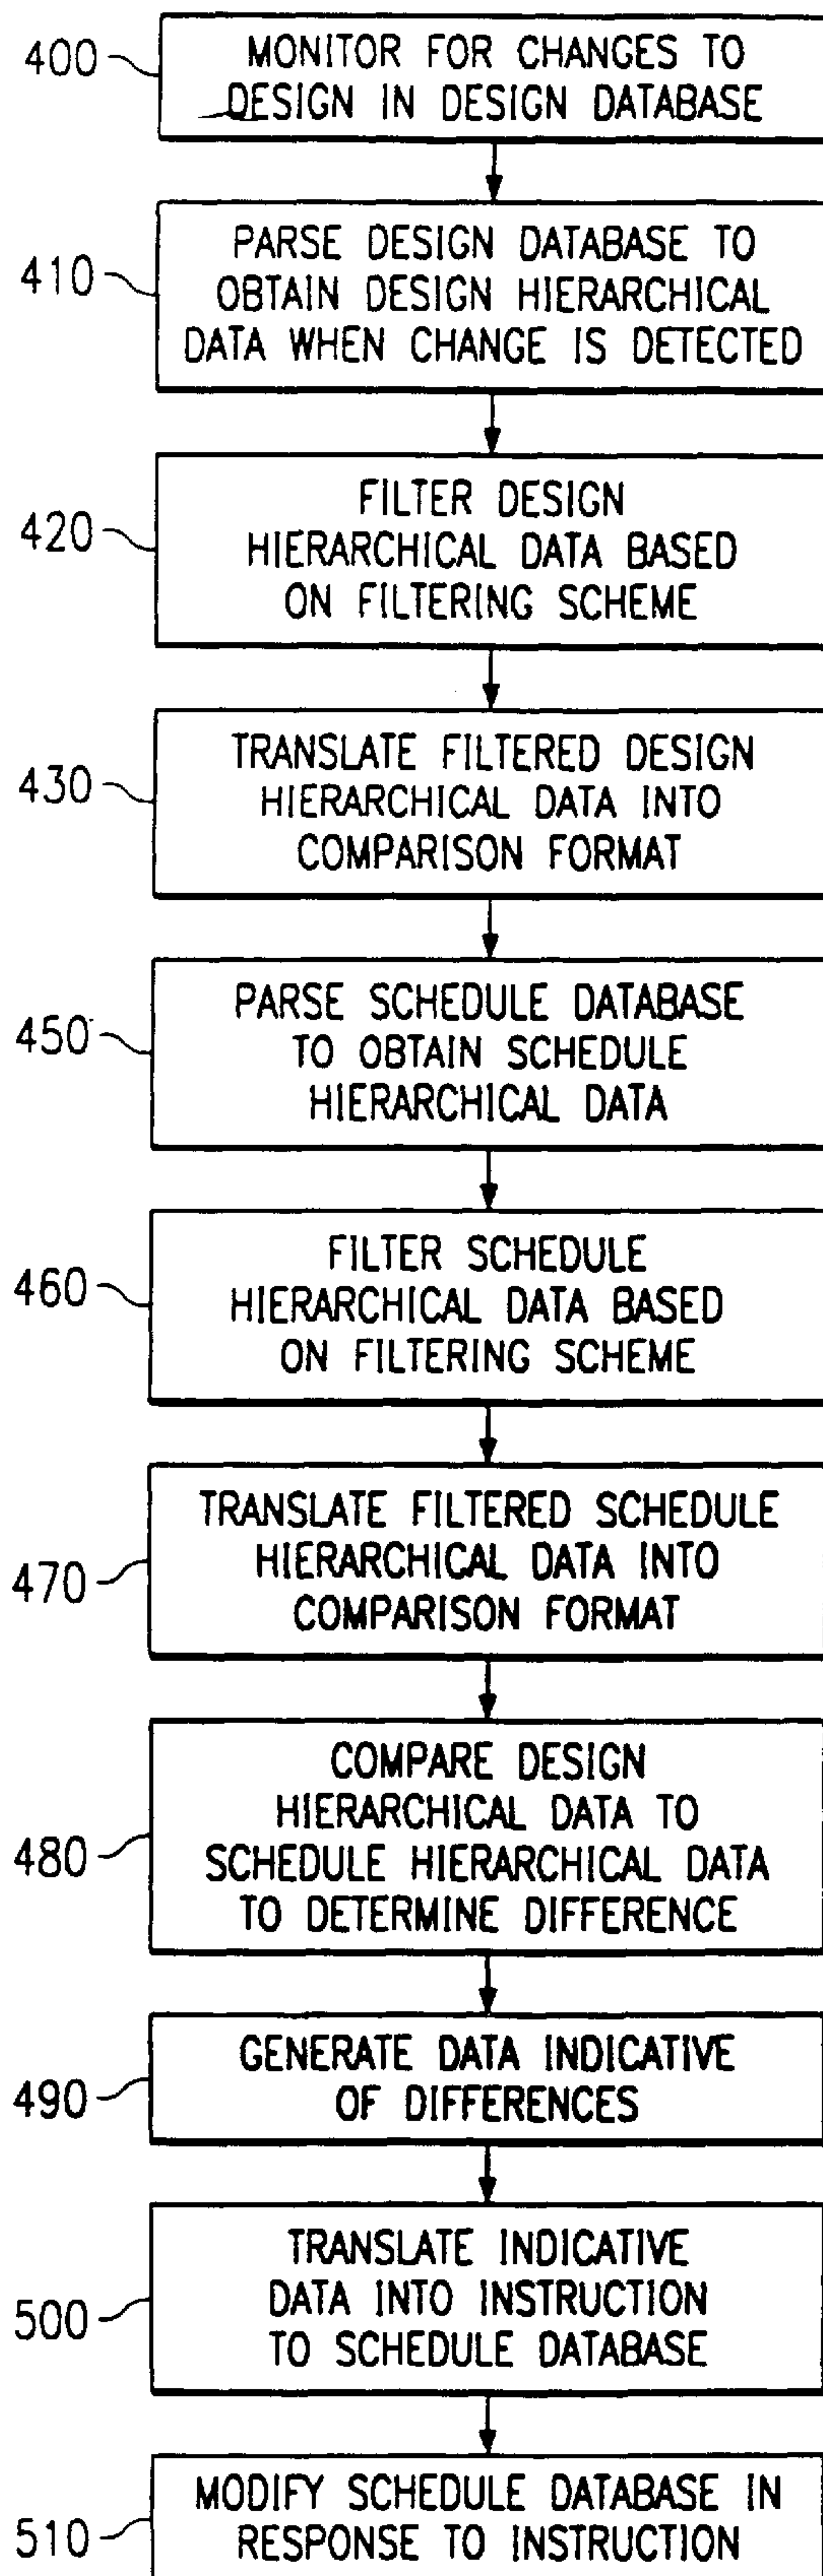 400
MONITOR FOR CHANGES TO
DESIGN IN DESIGN DATABASE
410
PARSE DESIGN DATABASE TO
OBTAIN DESIGN HIERARCHICAL
DATA WHEN CHANGE IS DETECTED
420
FILTER DESIGN
HIERARCHICAL DATA BASED
ON FILTERING SCHEME
430
TRANSLATE FILTERED DESIGN
HIERARCHICAL DATA INTO
COMPARISON FORMAT
450
PARSE SCHEDULE DATABASE
TO OBTAIN SCHEDULE
HIERARCHICAL DATA
460
FILTER SCHEDULE
HIERARCHICAL DATA BASED
ON FILTERING SCHEME
470
TRANSLATE FILTERED SCHEDULE
HIERARCHICAL DATA INTO
COMPARISON FORMAT
480
COMPARE DESIGN
HIERARCHICAL DATA TO
SCHEDULE HIERARCHICAL DATA
TO DETERMINE DIFFERENCE
490
GENERATE DATA INDICATIVE
OF DIFFERENCES
500
TRANSLATE INDICATIVE
DATA INTO INSTRUCTION
TO SCHEDULE DATABASE
510
MODIFY SCHEDULE DATABASE IN
RESPONSE TO INSTRUCTION